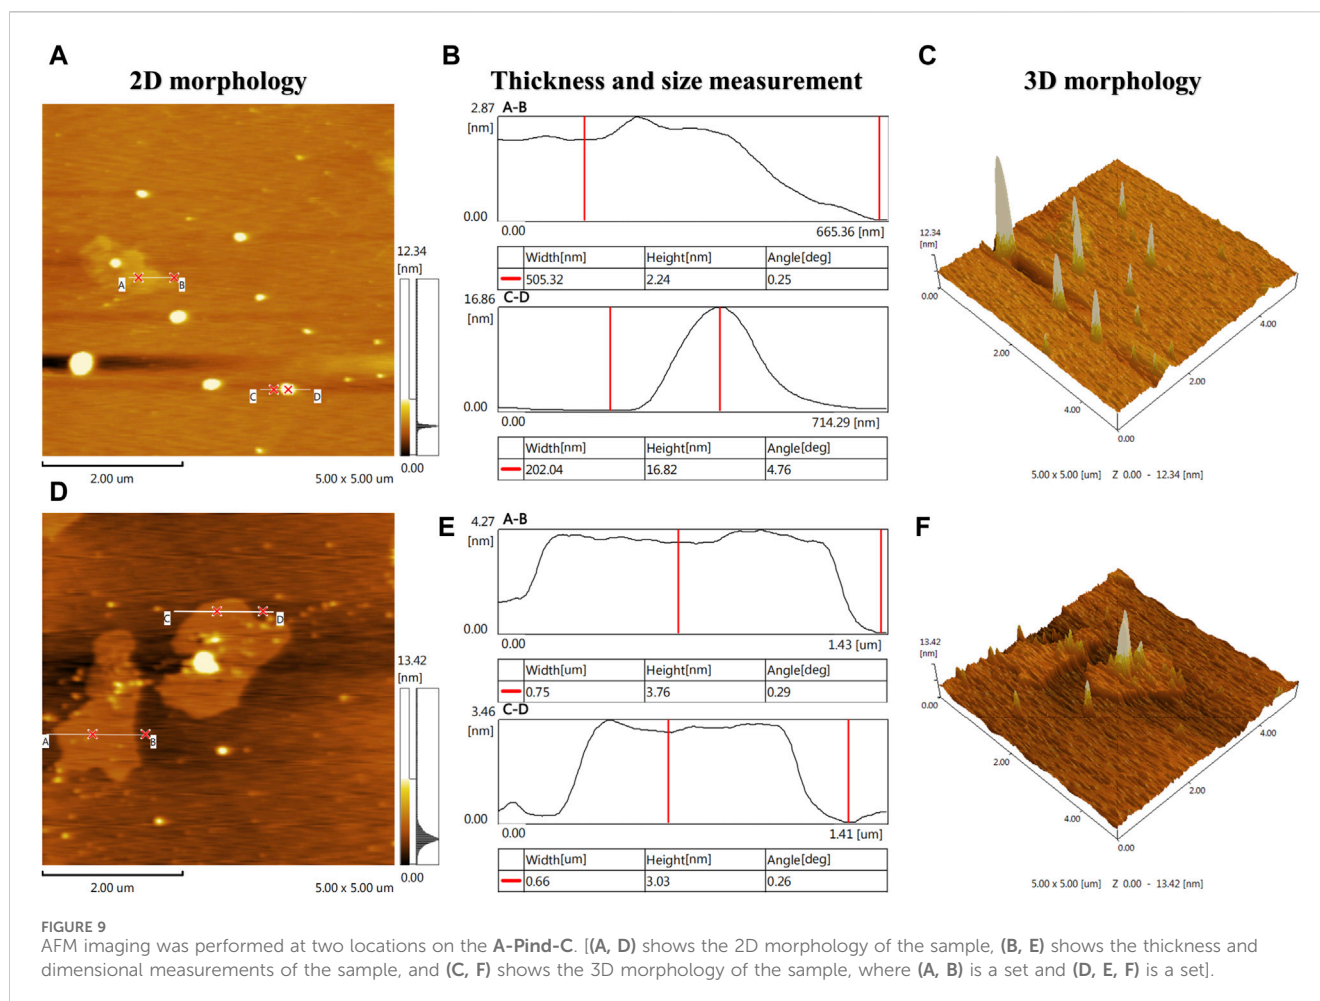 A
2D morphology
12.34
[nm]
0.00
A
B
C
D
2.00 um
5.00 x 5.00 um
B
Thickness and size measurement
A-B
2.87
[nm]
0.00
0.00
665.36 [nm]
Width[nm] Height[nm] Angle[deg]
505.32 2.24 0.25
C-D
16.86
[nm]
0.00
0.00
714.29 [nm]
Width[nm] Height[nm] Angle[deg]
202.04 16.82 4.76
C
3D morphology
12.34
[nm]
0.00
2.00
4.00
0.00
2.00
4.00
5.00 x 5.00 [um] Z 0.00 - 12.34 [nm]
D
13.42
[nm]
0.00
C
D
A
B
2.00 um
5.00 x 5.00 um
E
A-B
4.27
[nm]
0.00
0.00
1.43 [um]
Width[um] Height[nm] Angle[deg]
0.75 3.76 0.29
C-D
3.46
[nm]
0.00
0.00
1.41 [um]
Width[um] Height[nm] Angle[deg]
0.66 3.03 0.26
F
13.42
[nm]
0.00
2.00
4.00
0.00
2.00
4.00
5.00 x 5.00 [um] Z 0.00 - 13.42 [nm]
FIGURE 9
AFM imaging was performed at two locations on the A-Pind-C. [(A, D) shows the 2D morphology of the sample, (B, E) shows the thickness and
dimensional measurements of the sample, and (C, F) shows the 3D morphology of the sample, where (A, B) is a set and (D, E, F) is a set].